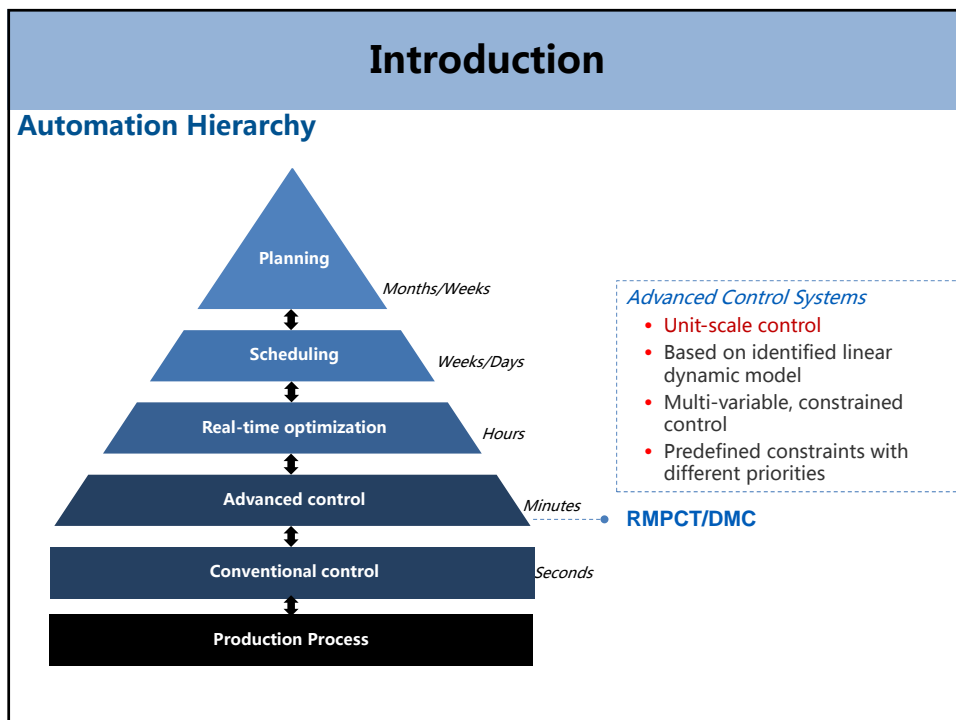 Introduction
Automation Hierarchy
Planning
Months/Weeks
Scheduling
Weeks/Days
Real-time optimization
Hours
Advanced control
Minutes
Conventional control
Seconds
Production Process
Advanced Control Systems
• Unit-scale control
• Based on identified linear
dynamic model
• Multi-variable, constrained
control
• Predefined constraints with
different priorities
RMPCT/DMC